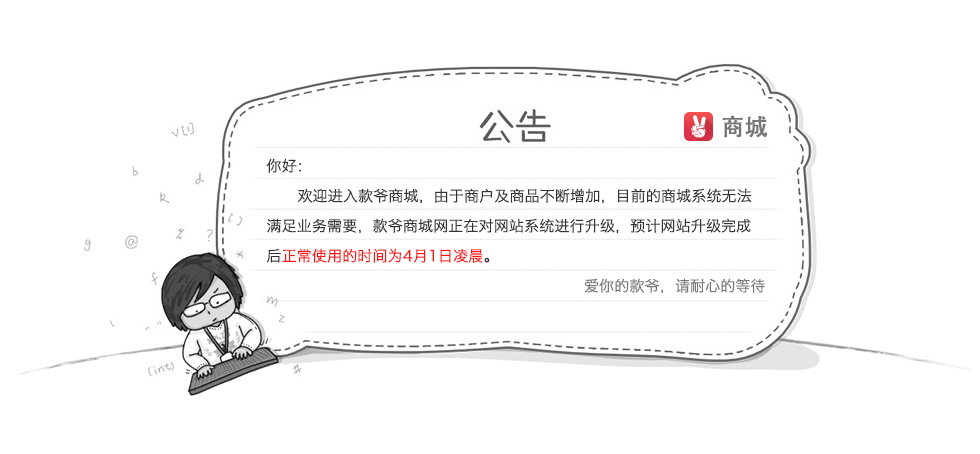 公告
商城
你好：
欢迎进入款爷商城，由于商户及商品不断增加，目前的商城系统无法
满足业务需要，款爷商城网正在对网站系统进行升级，预计网站升级完成
后正常使用的时间为4月1日凌晨。
爱你的款爷，请耐心的等待
V[i]
b
d
k
[ ]
g
@
%
?
*
f
m
z
(int)
#